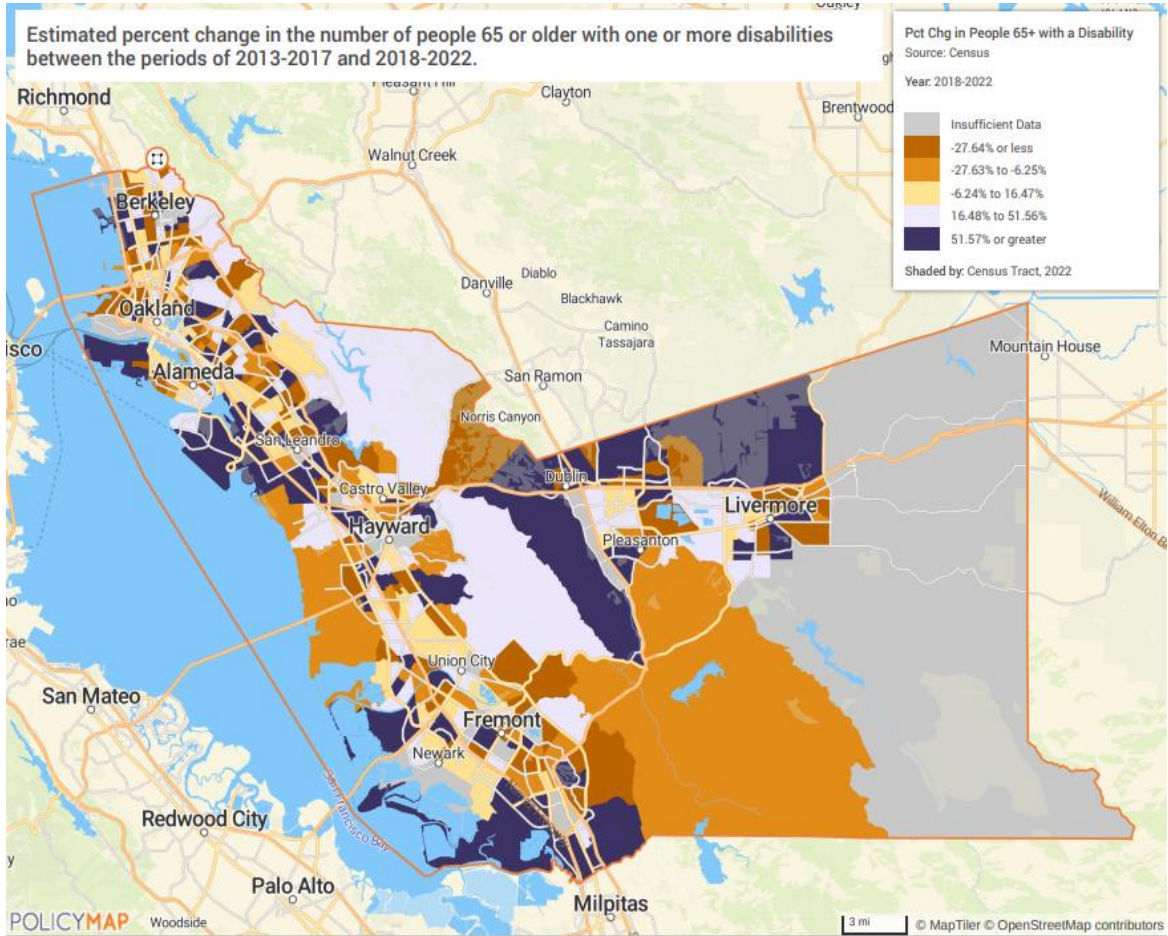 Estimated percent change in the number of people 65 or older with one or more disabilities
between the periods of 2013-2017 and 2018-2022.
Pct Chg in People 65+ with a Disability
Source: Census
Year: 2018-2022
Insufficient Data
-27.64% or less
-27.63% to -6.25%
-6.24% to 16.47%
16.48% to 51.56%
51.57% or greater
Shaded by: Census Tract, 2022
Richmond
Clayton
Brentwood
Walnut Creek
Berkeley
Danville
Diablo
Blackhawk
Oakland
Camino
Tassajara
isco
Mountain House
Alameda
San Ramon
Norris Canyon
San Leandro
Dublin
Castro Valley
Livermore
Hayward
Pleasanton
Union City
San Mateo
Fremont
Newark
San Francisco Bay
Redwood City
Palo Alto
Milpitas
POLICYMAP
Woodside
3 mi
© MapTiler © OpenStreetMap contributors